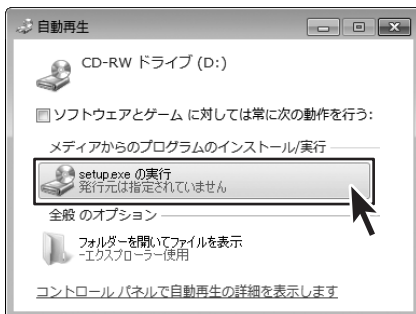 自動再生
CD-RW ドライブ (D:)
ソフトウェアとゲーム に対しては常に次の動作を行う:
メディアからのプログラムのインストール/実行
setup.exe の実行
発行元は指定されていません
全般 のオプション
フォルダーを開いてファイルを表示
-エクスプローラー使用
コントロール パネルで自動再生の詳細を表示します